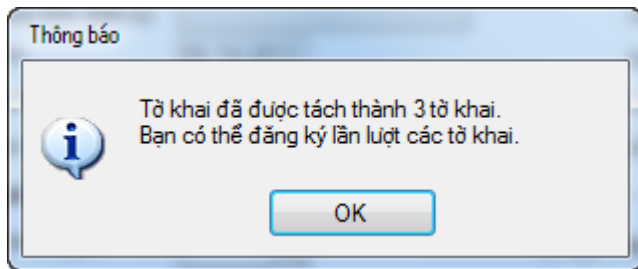 Thông báo
Tờ khai đã được tách thành 3 tờ khai.
Bạn có thể đăng ký lần lượt các tờ khai.
OK